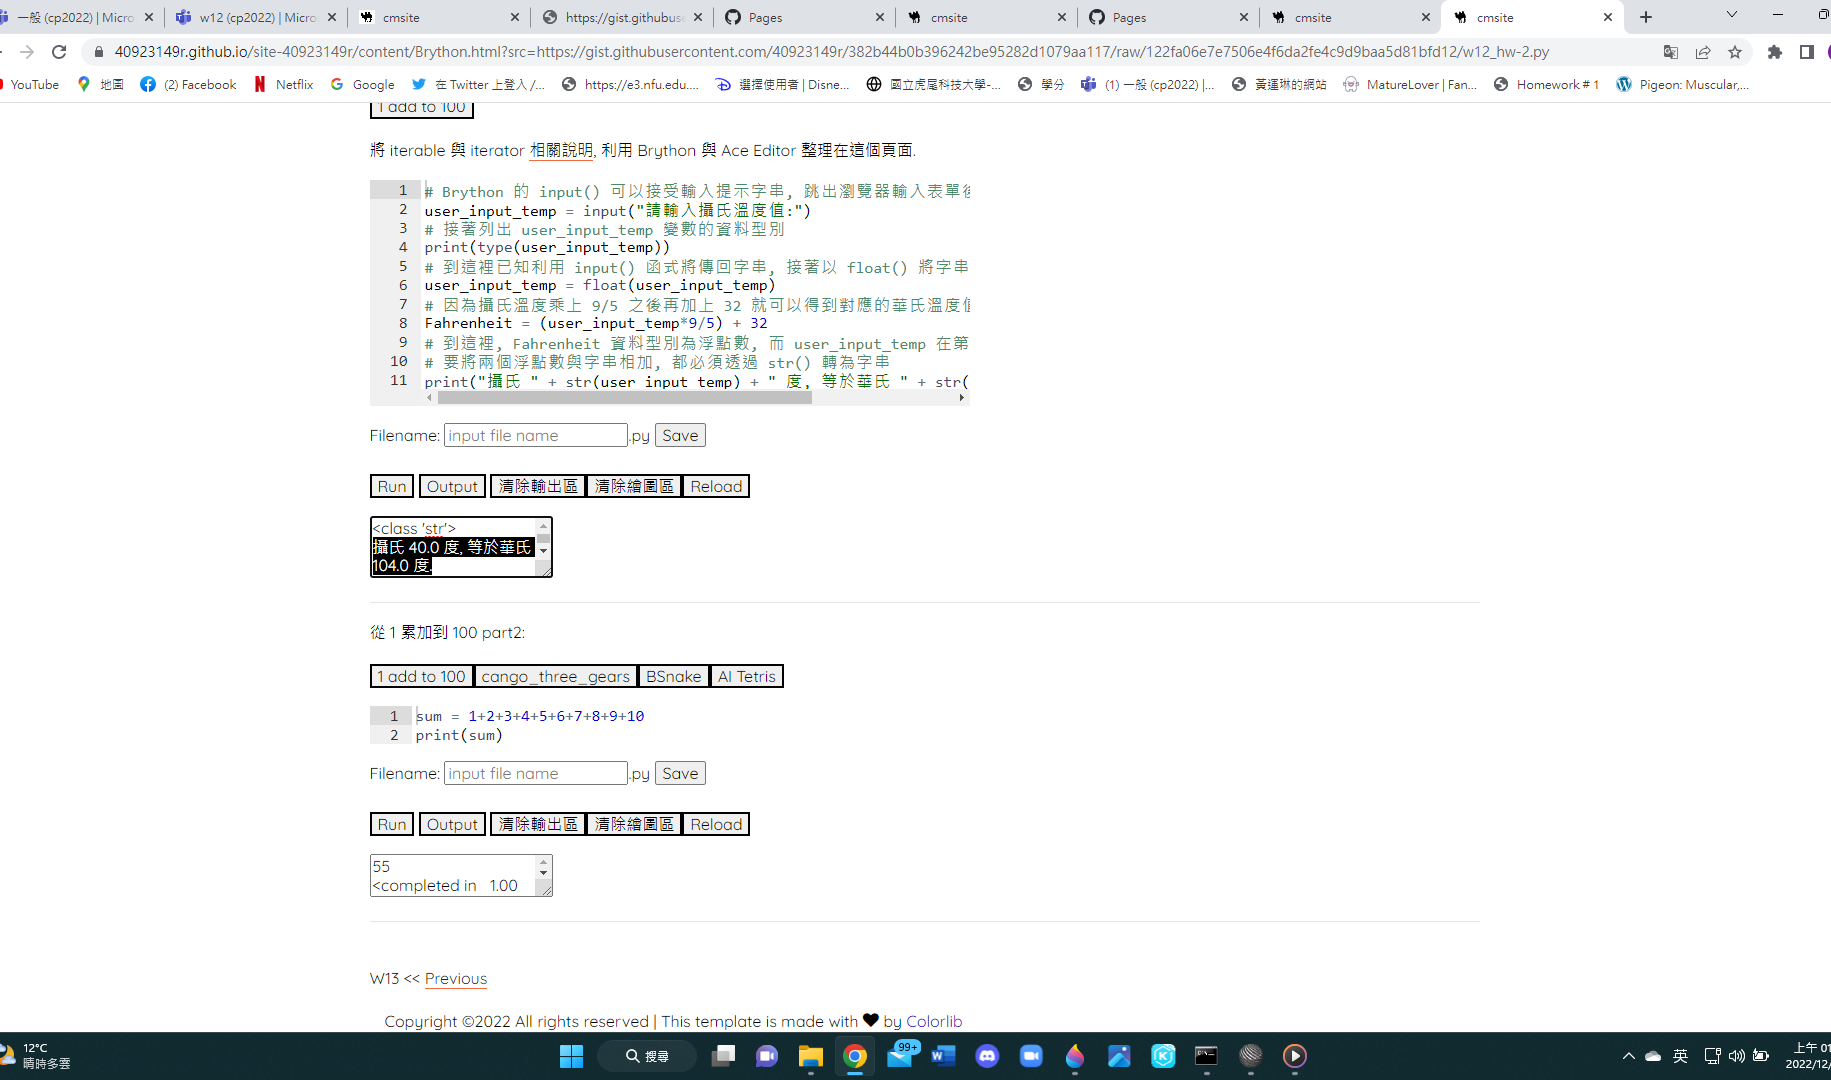 一般 (cp2022) | Micro
w12 (cp2022) | Micro
cmsite
https://gist.githubuse
Pages
cmsite
Pages
cmsite
cmsite
40923149r.github.io/site-40923149r/content/Brython.html?src=https://gist.githubusercontent.com/40923149r/382b44b0b396242be95282d1079aa117/raw/122fa06e7e7506e4f6da2fe4c9d9baa5d81bfd12/w12_hw-2.py
YouTube
地圖
(2) Facebook
Netflix
Google
在 Twitter 上登入 /...
https://e3.nfu.edu....
選擇使用者 | Disne...
國立虎尾科技大學-...
學分
(1) 一般 (cp2022) |...
黃運琳的網站
MatureLover | Fan...
Homework # 1
Pigeon: Muscular,...
1 add to 100
將 iterable 與 iterator 相關說明, 利用 Brython 與 Ace Editor 整理在這個頁面.
1 # Brython 的 input() 可以接受輸入提示字串, 跳出瀏覽器輸入表單後
2 user_input_temp = input("請輸入攝氏溫度值:")
3 # 接著列出 user_input_temp 變數的資料型別
4 print(type(user_input_temp))
5 # 到這裡已知利用 input() 函式將傳回字串, 接著以 float() 將字串
6 user_input_temp = float(user_input_temp)
7 # 因為攝氏溫度乘上 9/5 之後再加上 32 就可以得到對應的華氏溫度值
8 Fahrenheit = (user_input_temp*9/5) + 32
9 # 到這裡, Fahrenheit 資料型別為浮點數, 而 user_input_temp 在第
10 # 要將兩個浮點數與字串相加, 都必須透過 str() 轉為字串
11 print("攝氏 " + str(user_input_temp) + " 度, 等於華氏 " + str(
Filename: input file name .py Save
Run Output 清除輸出區 清除繪圖區 Reload
<class 'str'>
攝氏 40.0 度, 等於華氏
104.0 度.
從 1 累加到 100 part2:
1 add to 100 cango_three_gears BSnake AI Tetris
1 sum = 1+2+3+4+5+6+7+8+9+10
2 print(sum)
Filename: input file name .py Save
Run Output 清除輸出區 清除繪圖區 Reload
55
<completed in 1.00
W13 << Previous
Copyright ©2022 All rights reserved | This template is made with ♥ by Colorlib
12°C
晴時多雲
搜尋
99+
英
上午 01
2022/12/